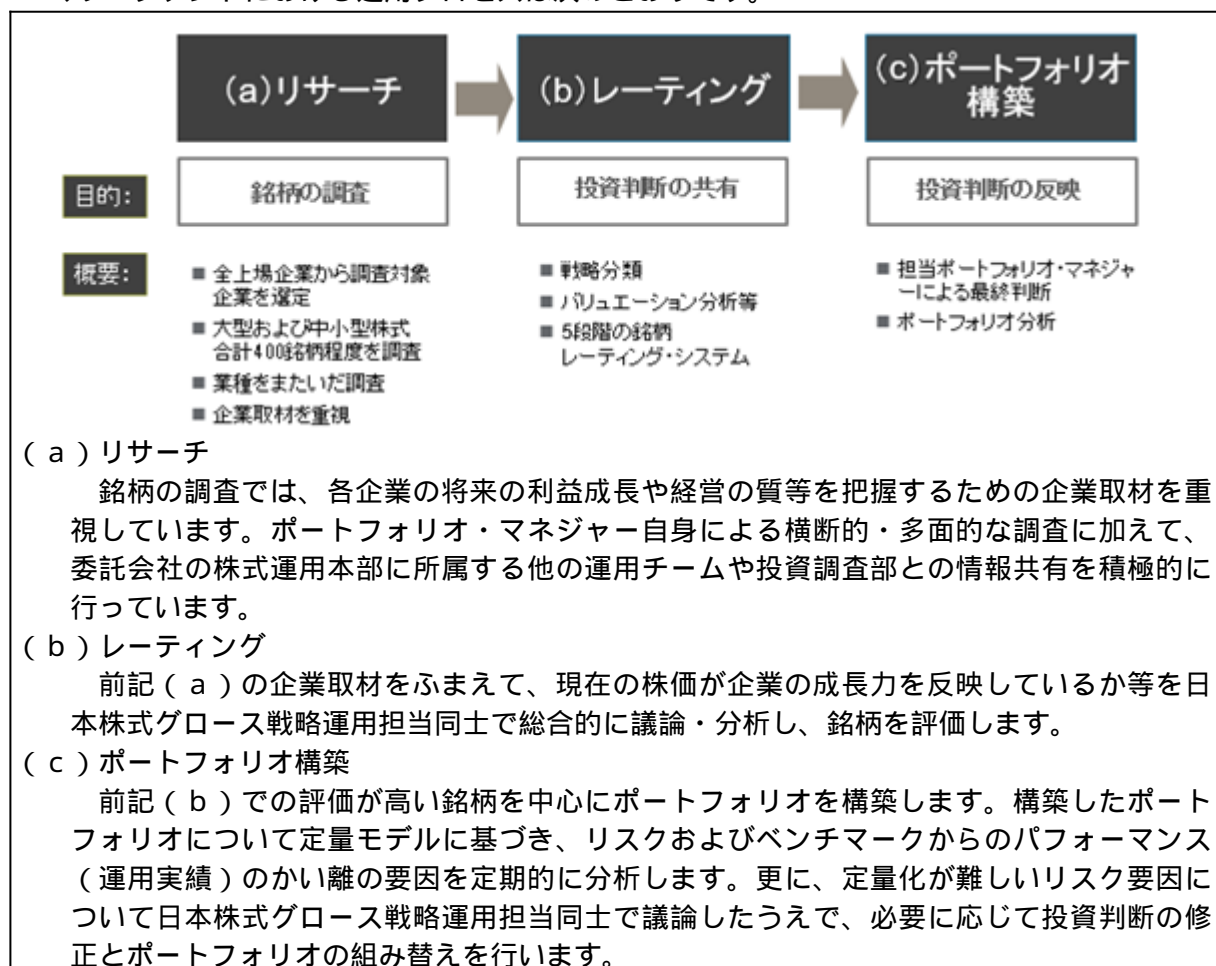 (a)リサーチ
(b)レーティング
(c)ポートフォリオ
構築
目的:
銘柄の調査
投資判断の共有
投資判断の反映
概要:
■ 全上場企業から調査対象
企業を選定
■ 大型および中小型株式
合計400銘柄程度を調査
■ 業種をまたいだ調査
■ 企業取材を重視
■ 戦略分類
■ バリュエーション分析等
■ 5段階の銘柄
レーティング・システム
■ 担当ポートフォリオ・マネジャ
ーによる最終判断
■ ポートフォリオ分析
(a)リサーチ
銘柄の調査では、各企業の将来の利益成長や経営の質等を把握するための企業取材を重
視しています。ポートフォリオ・マネジャー自身による横断的・多面的な調査に加えて、
委託会社の株式運用本部に所属する他の運用チームや投資調査部との情報共有を積極的に
行っています。
(b)レーティング
前記(a)の企業取材をふまえて、現在の株価が企業の成長力を反映しているか等を日
本株式グロース戦略運用担当同士で総合的に議論・分析し、銘柄を評価します。
(c)ポートフォリオ構築
前記(b)での評価が高い銘柄を中心にポートフォリオを構築します。構築したポート
フォリオについて定量モデルに基づき、リスクおよびベンチマークからのパフォーマンス
(運用実績)のかい離の要因を定期的に分析します。更に、定量化が難しいリスク要因に
ついて日本株式グロース戦略運用担当同士で議論したうえで、必要に応じて投資判断の修
正とポートフォリオの組み替えを行います。